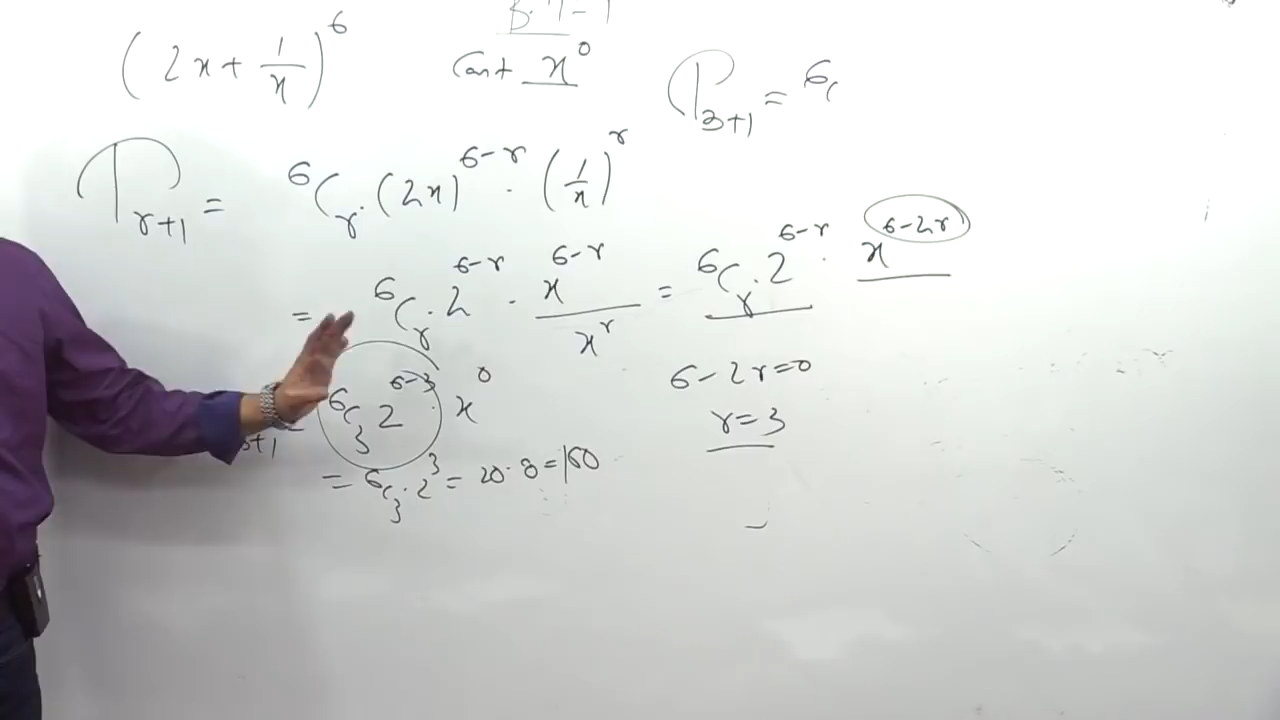 (2x + 1/x)^6
Const x^0
T_{3+1} = ^6C
T_{r+1} = ^6C_r · (2x)^{6-r} · (1/x)^r
= ^6C_r · 2^{6-r} · x^{6-r} / x^r = ^6C_r · 2^{6-r} · x^{6-2r}
6 - 2r = 0
^6C_3 2^{6-3} · x^0
r = 3
= ^6C_3 · 2^3 = 20 · 8 = 160